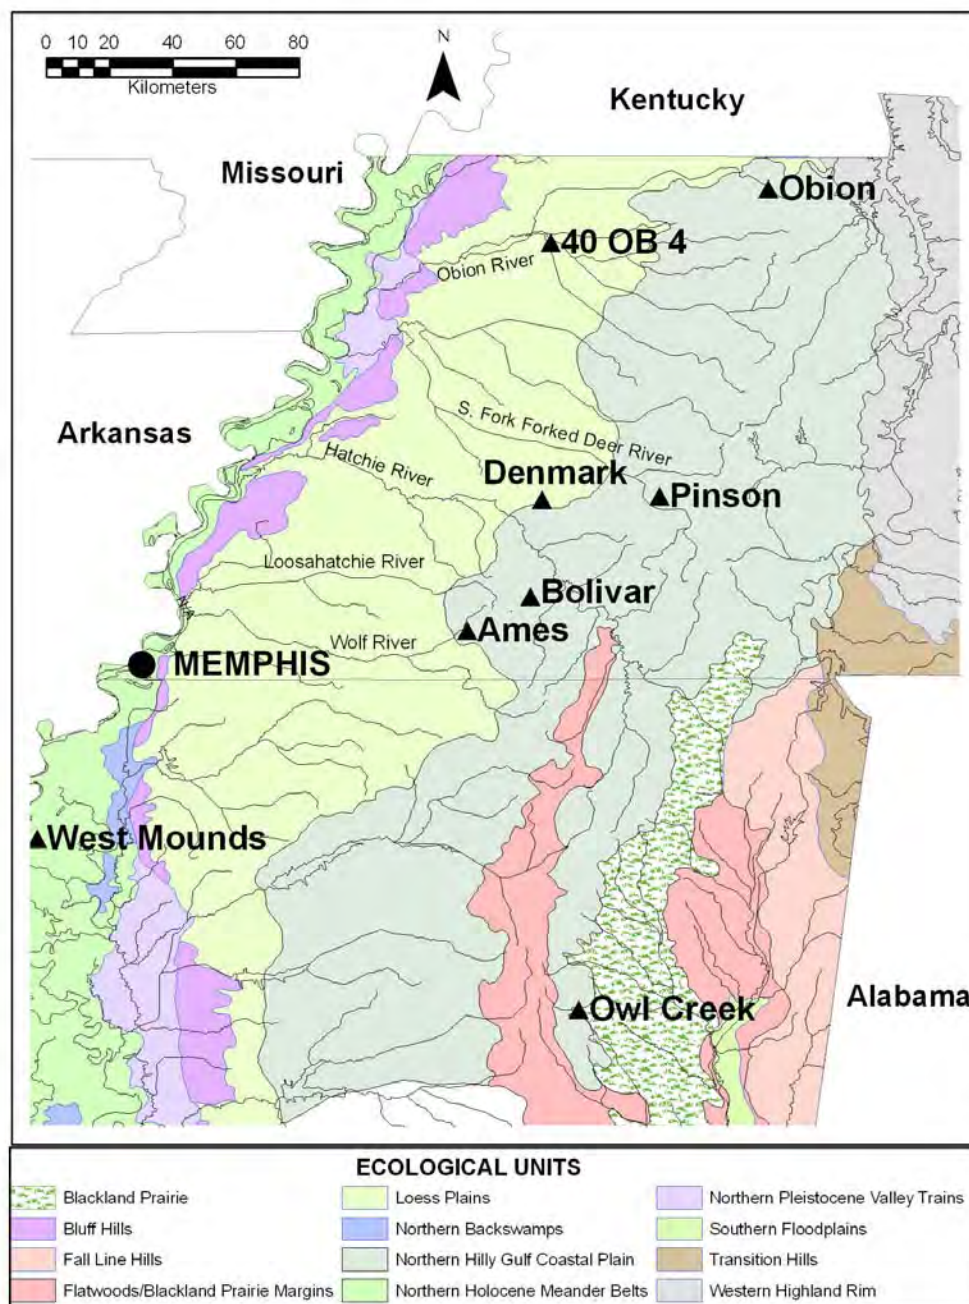 0 10 20 40 60 80
Kilometers
N
Kentucky
Missouri
Obion
40 OB 4
Obion River
Arkansas
S. Fork Forked Deer River
Hatchie River
Denmark
Pinson
Loosahatchie River
Bolivar
Ames
Wolf River
MEMPHIS
West Mounds
Owl Creek
Alabama
ECOLOGICAL UNITS
Blackland Prairie
Bluff Hills
Fall Line Hills
Flatwoods/Blackland Prairie Margins
Loess Plains
Northern Backswamps
Northern Hilly Gulf Coastal Plain
Northern Holocene Meander Belts
Northern Pleistocene Valley Trains
Southern Floodplains
Transition Hills
Western Highland Rim